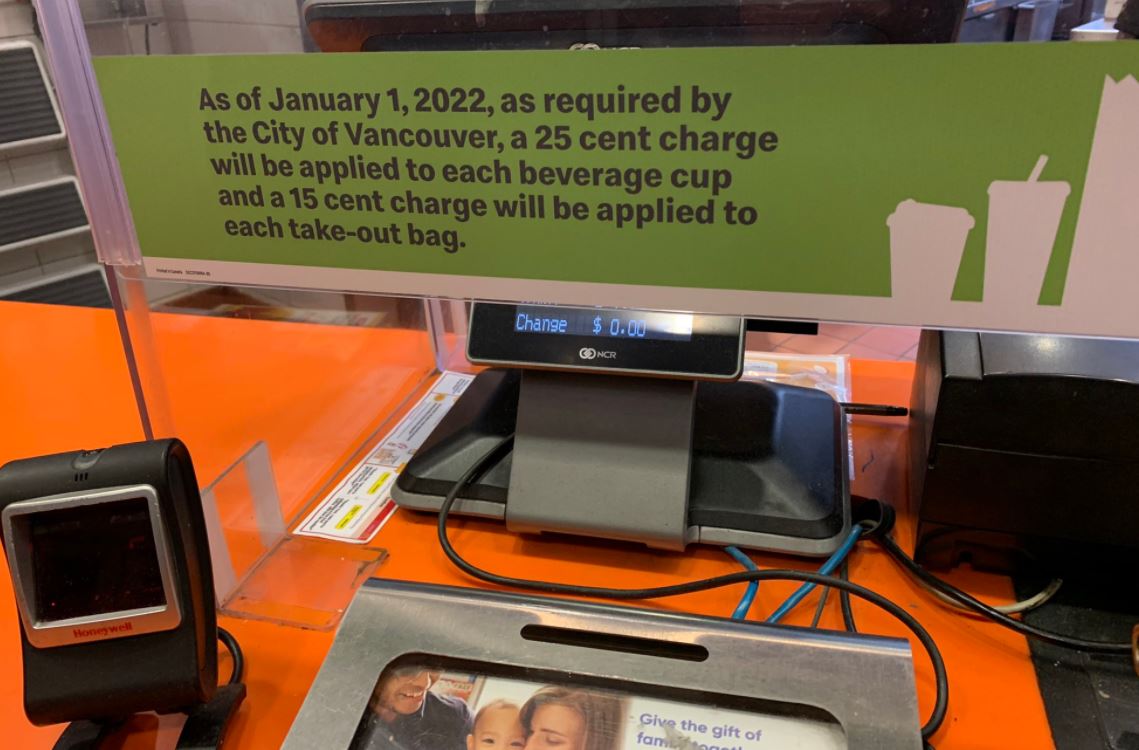 NCR
As of January 1, 2022, as required by
the City of Vancouver, a 25 cent charge
will be applied to each beverage cup
and a 15 cent charge will be applied to
each take-out bag.
Change $ 0.00
NCR
Honeywell
Give the gift of